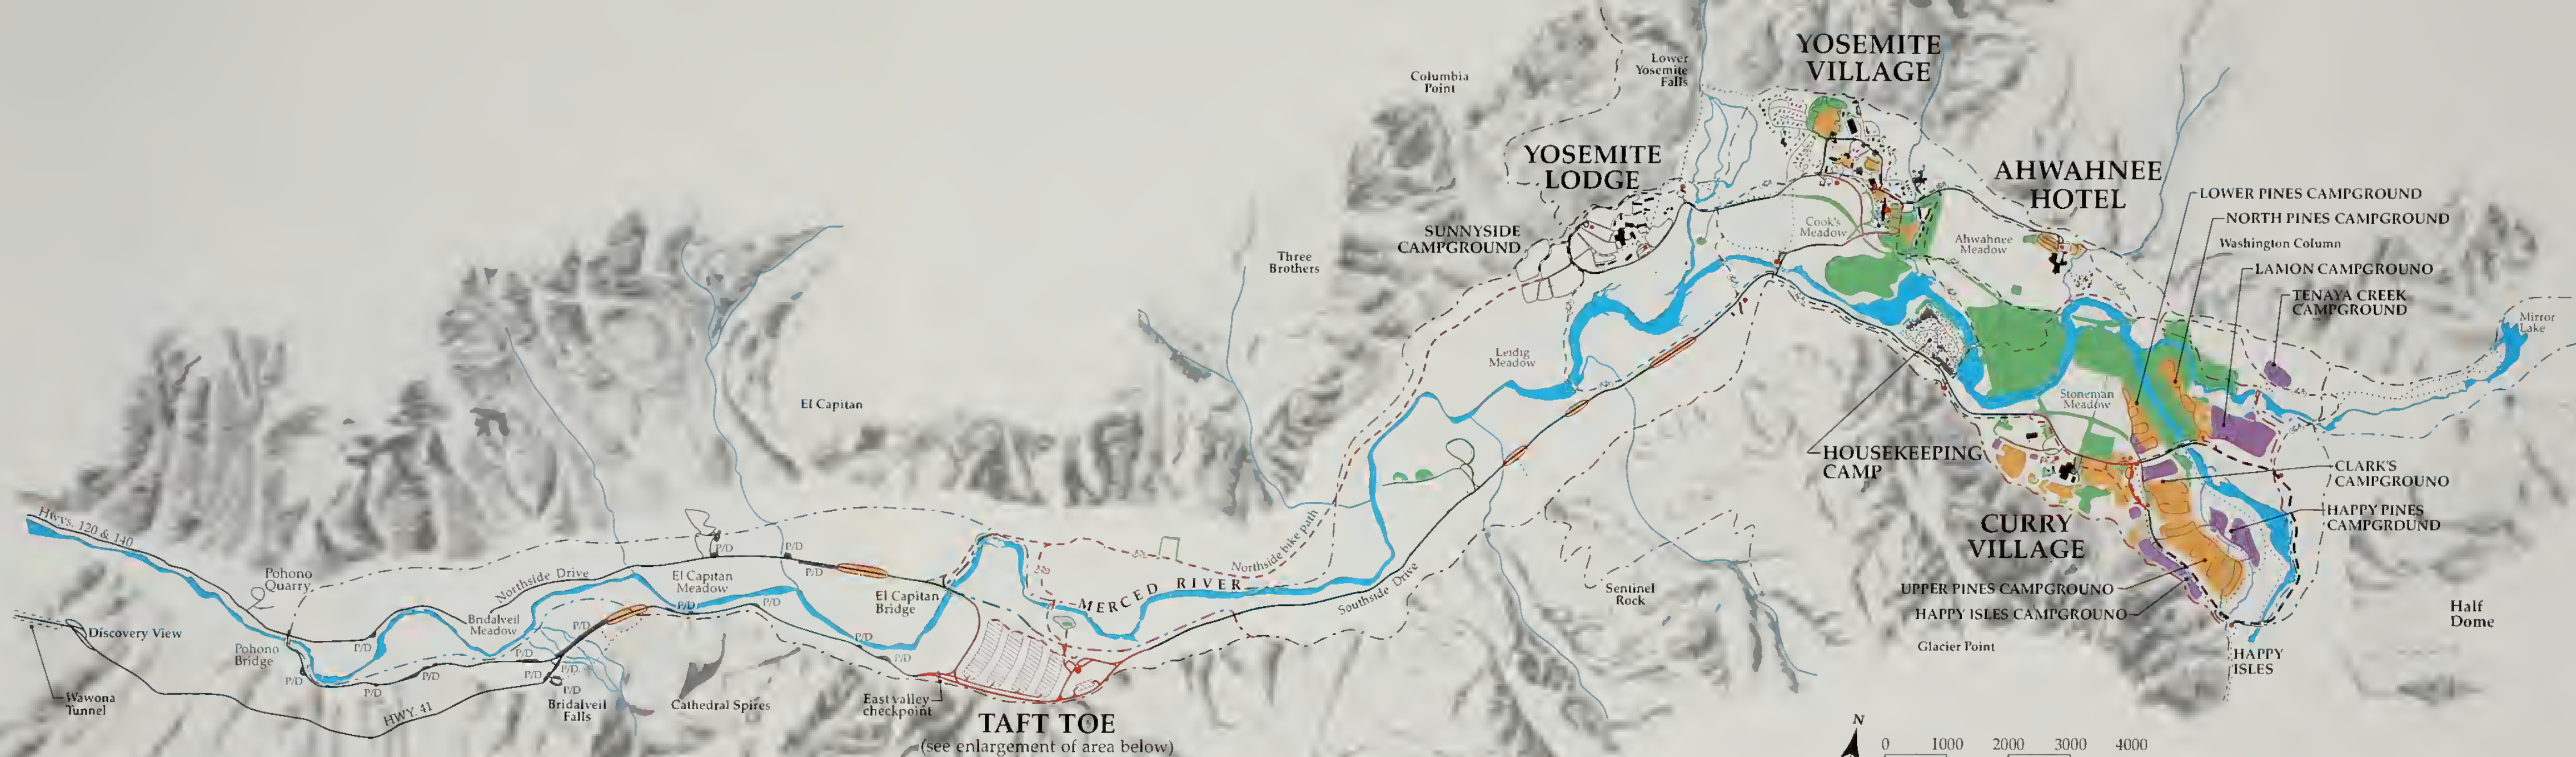 YOSEMITE
VILLAGE
Lower
Yosemite
Falls
Columbia
Point
YOSEMITE
LODGE
AHWAHNEE
HOTEL
LOWER PINES CAMPGROUND
NORTH PINES CAMPGROUND
Washington Column
LAMON CAMPGROUNO
TENAYA CREEK
CAMPGROUND
SUNNYSIDE
CAMPGROUND
Cook's
Meadow
Ahwahnee
Meadow
Three
Brothers
Mirror
Lake
Leidig
Meadow
El Capitan
Stoneman
Meadow
HOUSEKEEPING
CAMP
CLARK'S
CAMPGROUND
HAPPY PINES
CAMPGRDUND
CURRY
VILLAGE
UPPER PINES CAMPGROUNO
HAPPY ISLES CAMPGROUNO
Glacier Point
Half
Dome
HAPPY
ISLES
Hwys. 120 & 140
Pohono
Quarry
Northside Drive
El Capitan
Meadow
P/D
P/D
P/D
El Capitan
Bridge
MERCED RIVER
Northside bike path
Southside Drive
Sentinel
Rock
Discovery View
Pohono
Bridge
Bridalveil
Meadow
P/D
P/D
P/D
P/D
P/D
P/D
P/D
P/D
P/D
P/D
P/D
P/D
P/D
Wawona
Tunnel
HWY. 41
Bridalveil
Falls
Cathedral Spires
East valley
checkpoint
TAFT TOE
(see enlargement of area below)
N
0 1000 2000 3000 4000